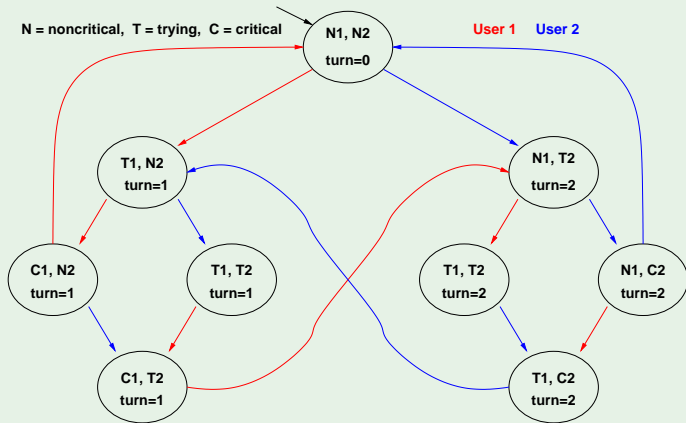 N = noncritical, T = trying, C = critical
User 1 User 2
N1, N2
turn=0
T1, N2
turn=1
N1, T2
turn=2
C1, N2
turn=1
T1, T2
turn=1
T1, T2
turn=2
N1, C2
turn=2
C1, T2
turn=1
T1, C2
turn=2